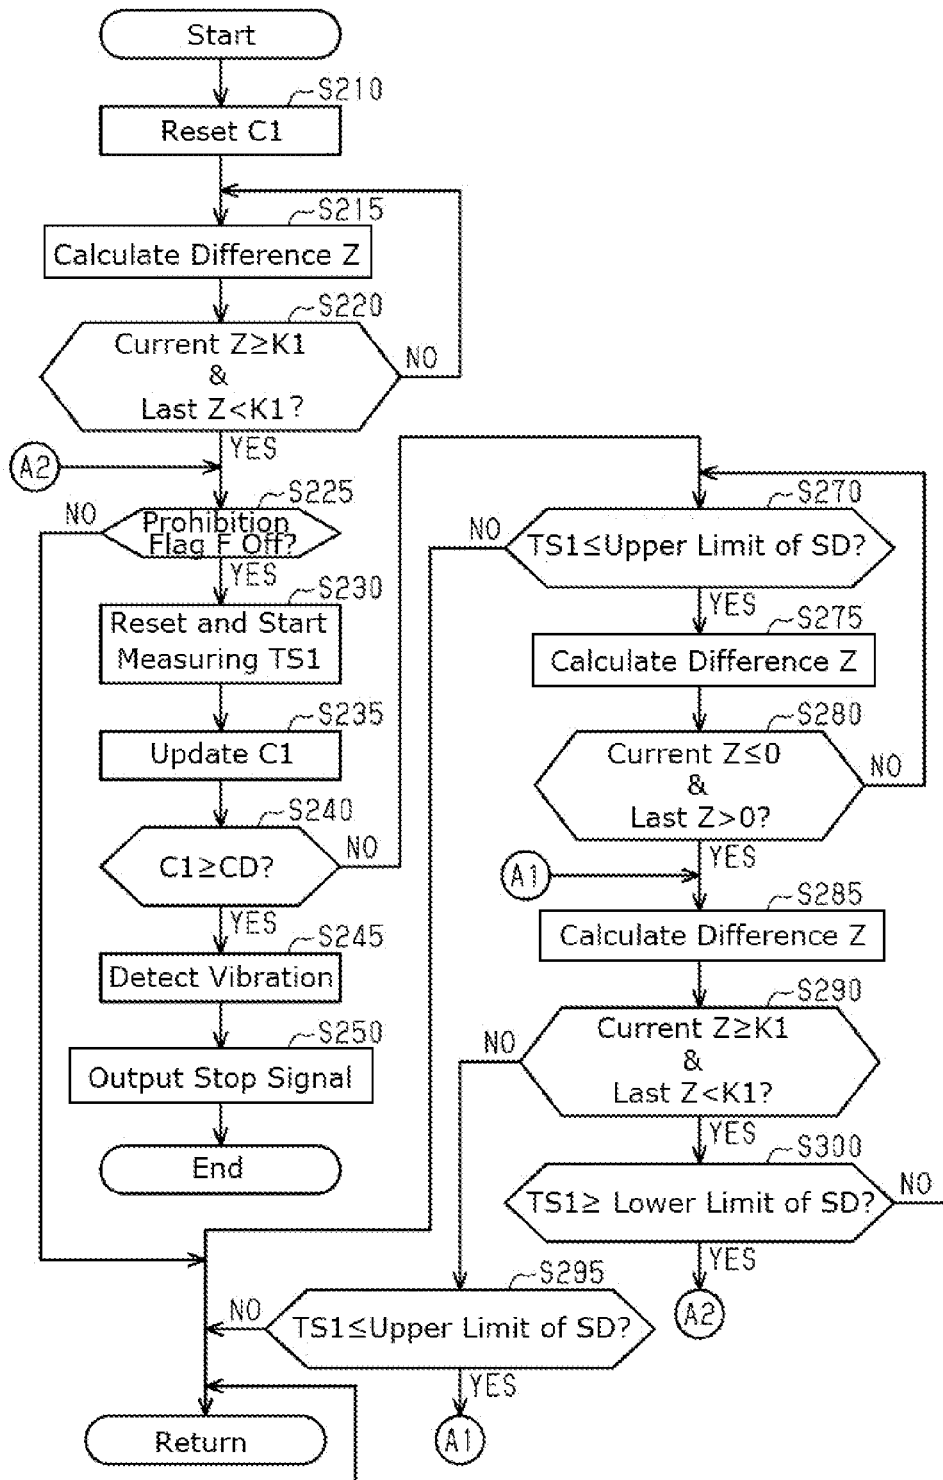 Start
S210
Reset C1
S215
Calculate Difference Z
S220
Current Z≥K1
&
Last Z<K1?
NO
YES
A2
S225
NO
Prohibition
Flag F Off?
YES
S230
Reset and Start
Measuring TS1
S235
Update C1
S240
C1≥CD?
NO
YES
S245
Detect Vibration
S250
Output Stop Signal
End
S270
NO
TS1≤Upper Limit of SD?
YES
S275
Calculate Difference Z
S280
Current Z≤0
&
Last Z>0?
NO
YES
A1
S285
Calculate Difference Z
S290
NO
Current Z≥K1
&
Last Z<K1?
YES
S300
TS1≥ Lower Limit of SD?
NO
YES
A2
S295
NO
TS1≤Upper Limit of SD?
YES
A1
Return